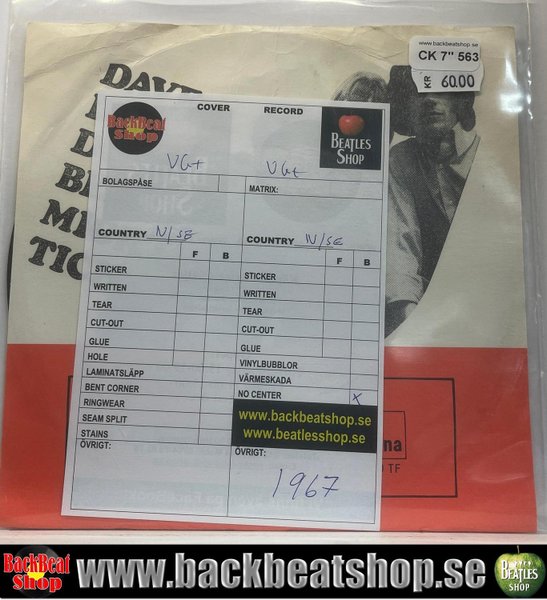 www.backbeatshop.se
CK 7" 563
KR 60.00
DAVE
D
B
MI
TIC
COVER RECORD
BackBeat
Shop
BEATLES
SHOP
VG+ VG+
BOLAGSPÅSE MATRIX:
COUNTRY N/SE COUNTRY N/SE
F B F B
STICKER STICKER
WRITTEN WRITTEN
TEAR TEAR
CUT-OUT CUT-OUT
GLUE GLUE
HOLE VINYLBUBBLOR
LAMINATSLÄPP VÄRMESKADA
BENT CORNER NO CENTER X
RINGWEAR
SEAM SPLIT
STAINS
www.backbeatshop.se
www.beatlesshop.se
ÖVRIGT: ÖVRIGT:
1967
na
TF
BackBeat
Shop
www.backbeatshop.se
BEATLES
SHOP